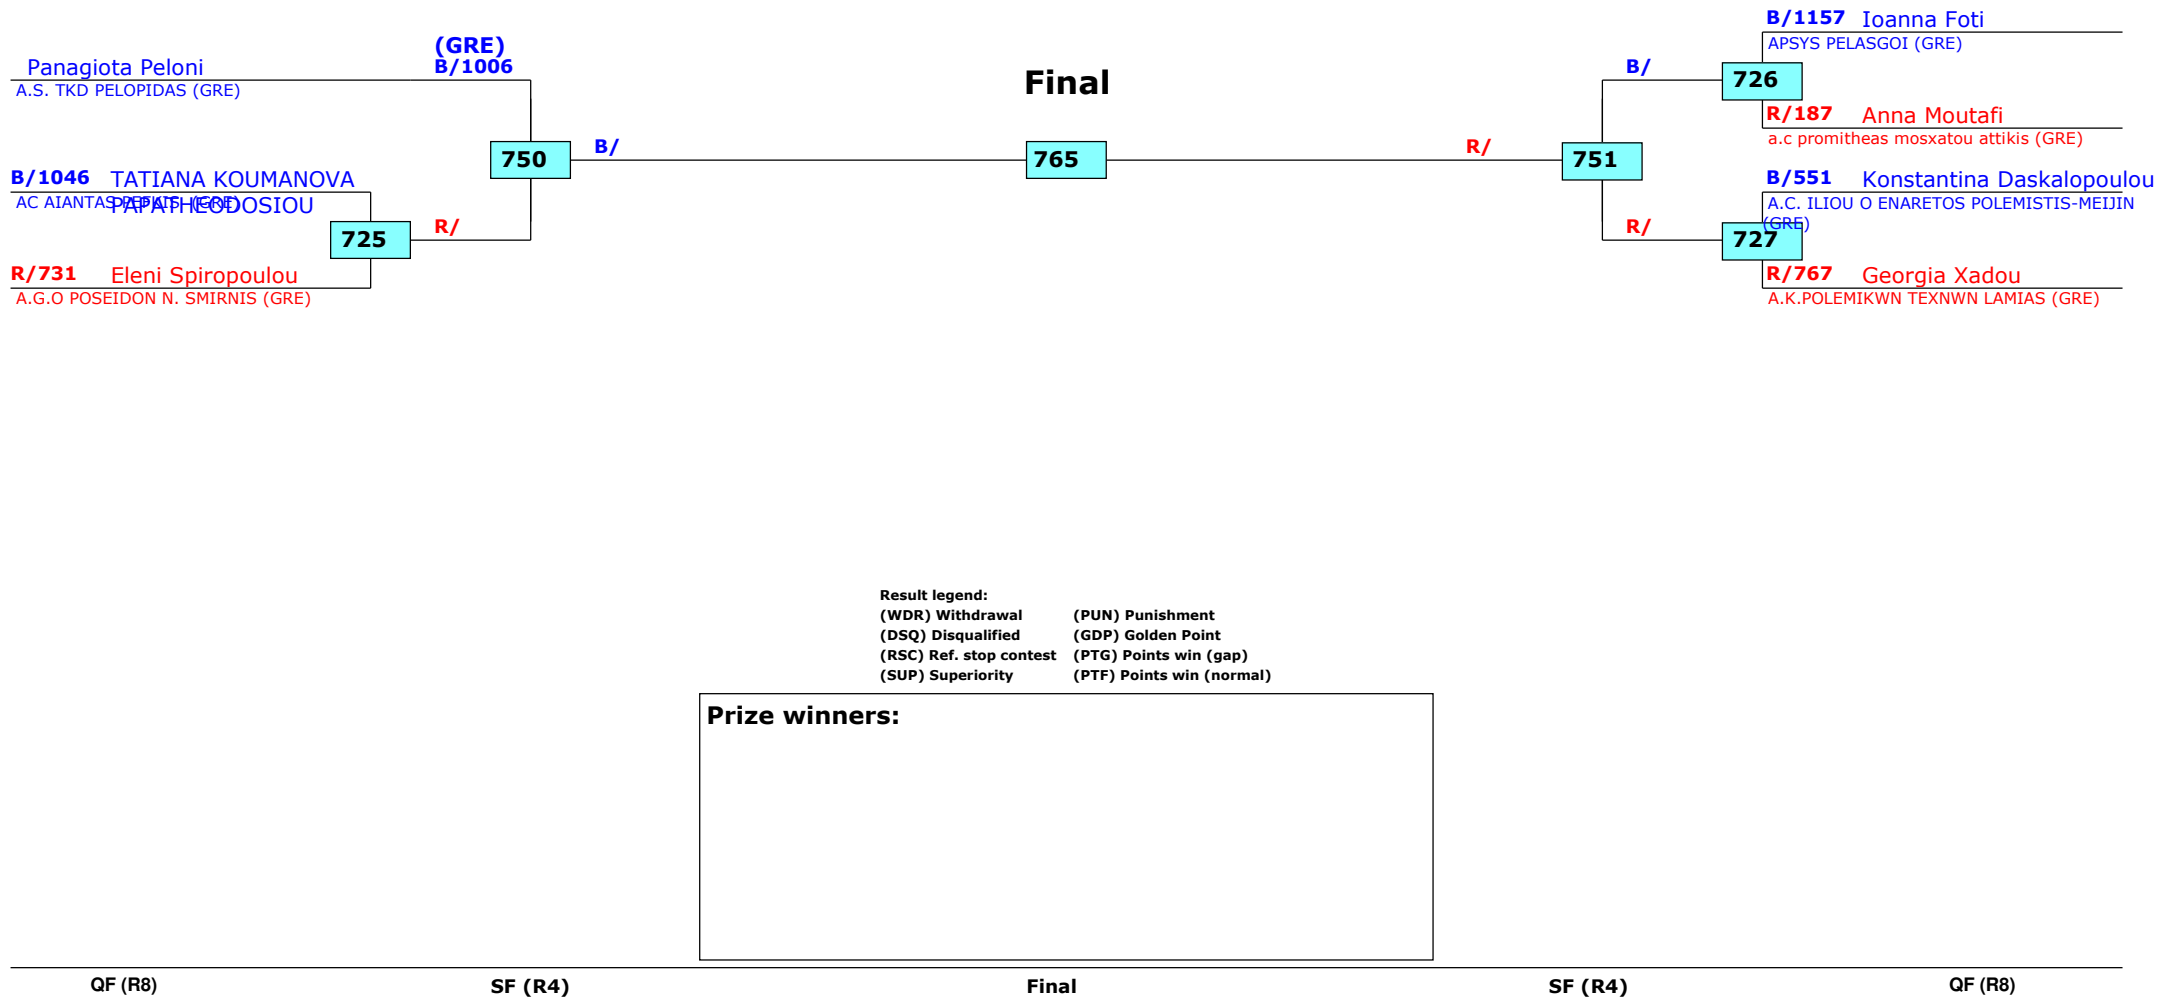 (GRE)
Panagiota Peloni B/1006
A.S. TKD PELOPIDAS (GRE)
750
B/
B/1046 TATIANA KOUMANOVA
PAPATHEODOSIOU
AC AIANTAS PEFKIS (GRE)
725
R/
R/731 Eleni Spiropoulou
A.G.O POSEIDON N. SMIRNIS (GRE)
Final
765
B/1157 Ioanna Foti
APSYS PELASGOI (GRE)
B/
726
R/187 Anna Moutafi
a.c promitheas mosxatou attikis (GRE)
R/
751
B/551 Konstantina Daskalopoulou
A.C. ILIOU O ENARETOS POLEMISTIS-MEIJIN
(GRE)
R/
727
R/767 Georgia Xadou
A.K.POLEMIKWN TEXNWN LAMIAS (GRE)
Result legend:
(WDR) Withdrawal (PUN) Punishment
(DSQ) Disqualified (GDP) Golden Point
(RSC) Ref. stop contest (PTG) Points win (gap)
(SUP) Superiority (PTF) Points win (normal)
Prize winners:
QF (R8) SF (R4) Final SF (R4) QF (R8)